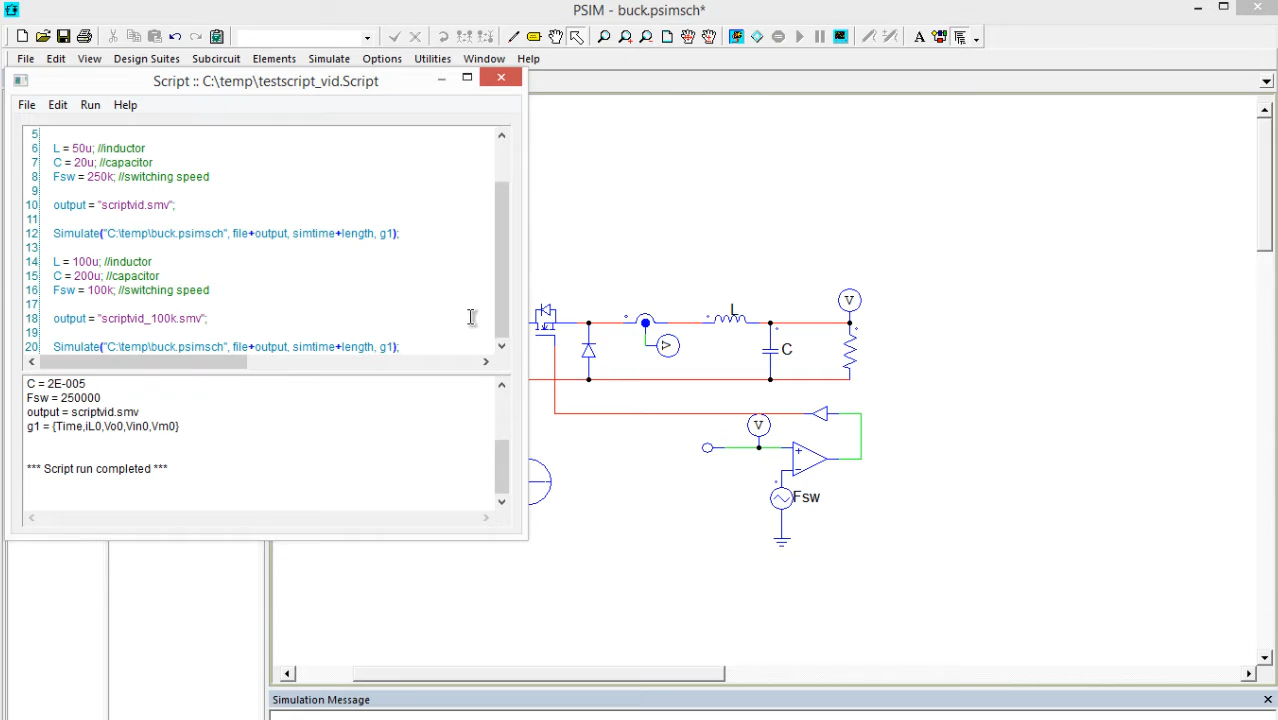 PSIM - buck.psimsch*
File Edit View Design Suites Subcircuit Elements Simulate Options Utilities Window Help
Script :: C:\temp\testscript_vid.Script
File Edit Run Help
5
6 L = 50u; //inductor
7 C = 20u; //capacitor
8 Fsw = 250k; //switching speed
9
10 output = "scriptvid.smv";
11
12 Simulate("C:\temp\buck.psimsch", file+output, simtime+length, g1);
13
14 L = 100u; //inductor
15 C = 200u; //capacitor
16 Fsw = 100k; //switching speed
17
18 output = "scriptvid_100k.smv";
19
20 Simulate("C:\temp\buck.psimsch", file+output, simtime+length, g1);
C = 2E-005
Fsw = 250000
output = scriptvid.smv
g1 = {Time,iL0,Vo0,Vin0,Vm0}
*** Script run completed ***
V
L
A
C
V
Fsw
Simulation Message